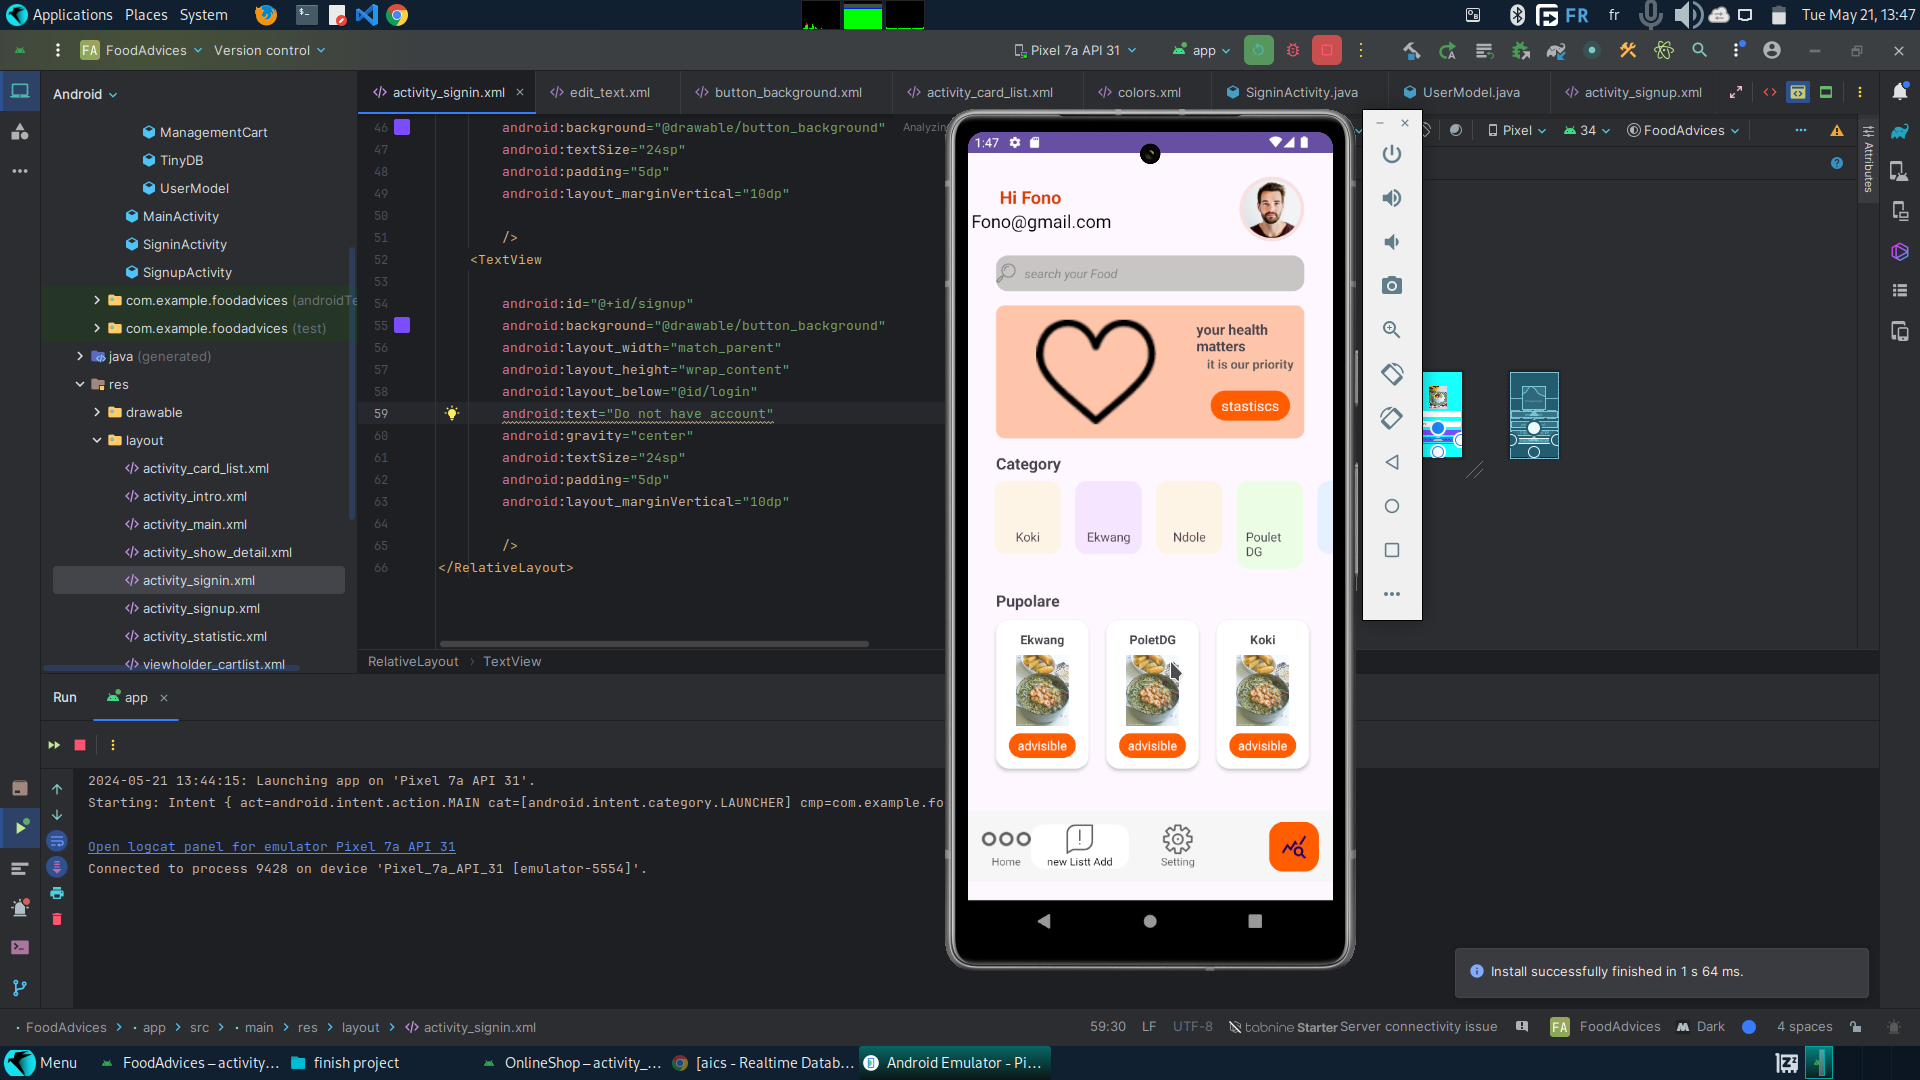 Applications Places System
FR fr Tue May 21, 13:47
FA FoodAdvices Version control Pixel 7a API 31 app
Android
activity_signin.xml edit_text.xml button_background.xml activity_card_list.xml colors.xml SigninActivity.java UserModel.java activity_signup.xml
Pixel 34 FoodAdvices
Attributes
ManagementCart
TinyDB
UserModel
MainActivity
SigninActivity
SignupActivity
com.example.foodadvices (androidTe
com.example.foodadvices (test)
java (generated)
res
drawable
layout
activity_card_list.xml
activity_intro.xml
activity_main.xml
activity_show_detail.xml
activity_signin.xml
activity_signup.xml
activity_statistic.xml
viewholder_cartlist.xml
46 android:background="@drawable/button_background" Analyzin
47 android:textSize="24sp"
48 android:padding="5dp"
49 android:layout_marginVertical="10dp"
50
51 />
52 <TextView
53
54 android:id="@+id/signup"
55 android:background="@drawable/button_background"
56 android:layout_width="match_parent"
57 android:layout_height="wrap_content"
58 android:layout_below="@id/login"
59 android:text="Do not have account"
60 android:gravity="center"
61 android:textSize="24sp"
62 android:padding="5dp"
63 android:layout_marginVertical="10dp"
64
65 />
66 </RelativeLayout>
RelativeLayout > TextView
1:47
Hi Fono
Fono@gmail.com
search your Food
your health
matters
it is our priority
stastiscs
Category
Koki Ekwang Ndole Poulet
DG
Pupolare
Ekwang PoletDG Koki
advisible advisible advisible
Home new Listt Add Setting
Run app
2024-05-21 13:44:15: Launching app on 'Pixel 7a API 31'.
Starting: Intent { act=android.intent.action.MAIN cat=[android.intent.category.LAUNCHER] cmp=com.example.fo
Open logcat panel for emulator Pixel 7a API 31
Connected to process 9428 on device 'Pixel_7a_API_31 [emulator-5554]'.
Install successfully finished in 1 s 64 ms.
FoodAdvices > app > src > main > res > layout > activity_signin.xml 59:30 LF UTF-8 tabnine Starter Server connectivity issue FA FoodAdvices Dark 4 spaces
Menu FoodAdvices – activity... finish project OnlineShop – activity_... [aics - Realtime Datab... Android Emulator - Pi...